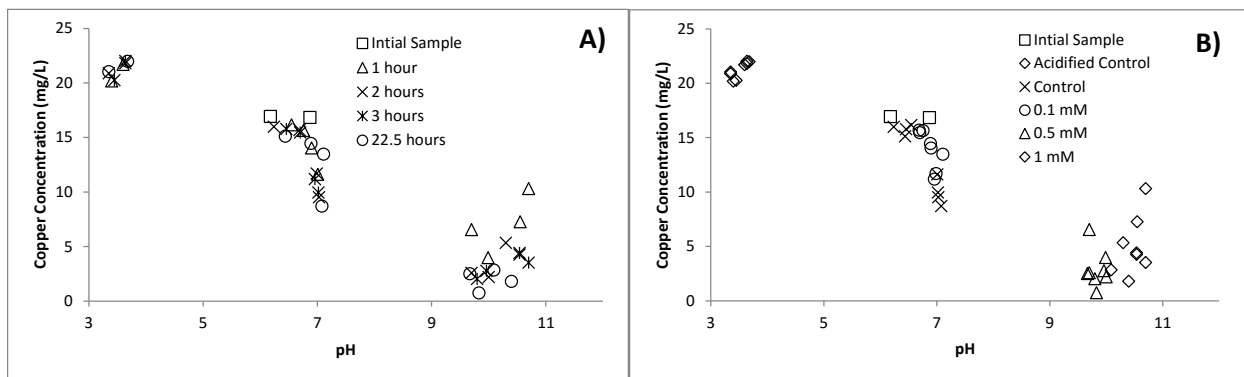 A)
25
20
15
10
5
0
Copper Concentration (mg/L)
3 5 7 9 11
pH
Intial Sample
1 hour
2 hours
3 hours
22.5 hours
B)
25
20
15
10
5
0
Copper Concentration (mg/L)
3 5 7 9 11
pH
Intial Sample
Acidified Control
Control
0.1 mM
0.5 mM
1 mM